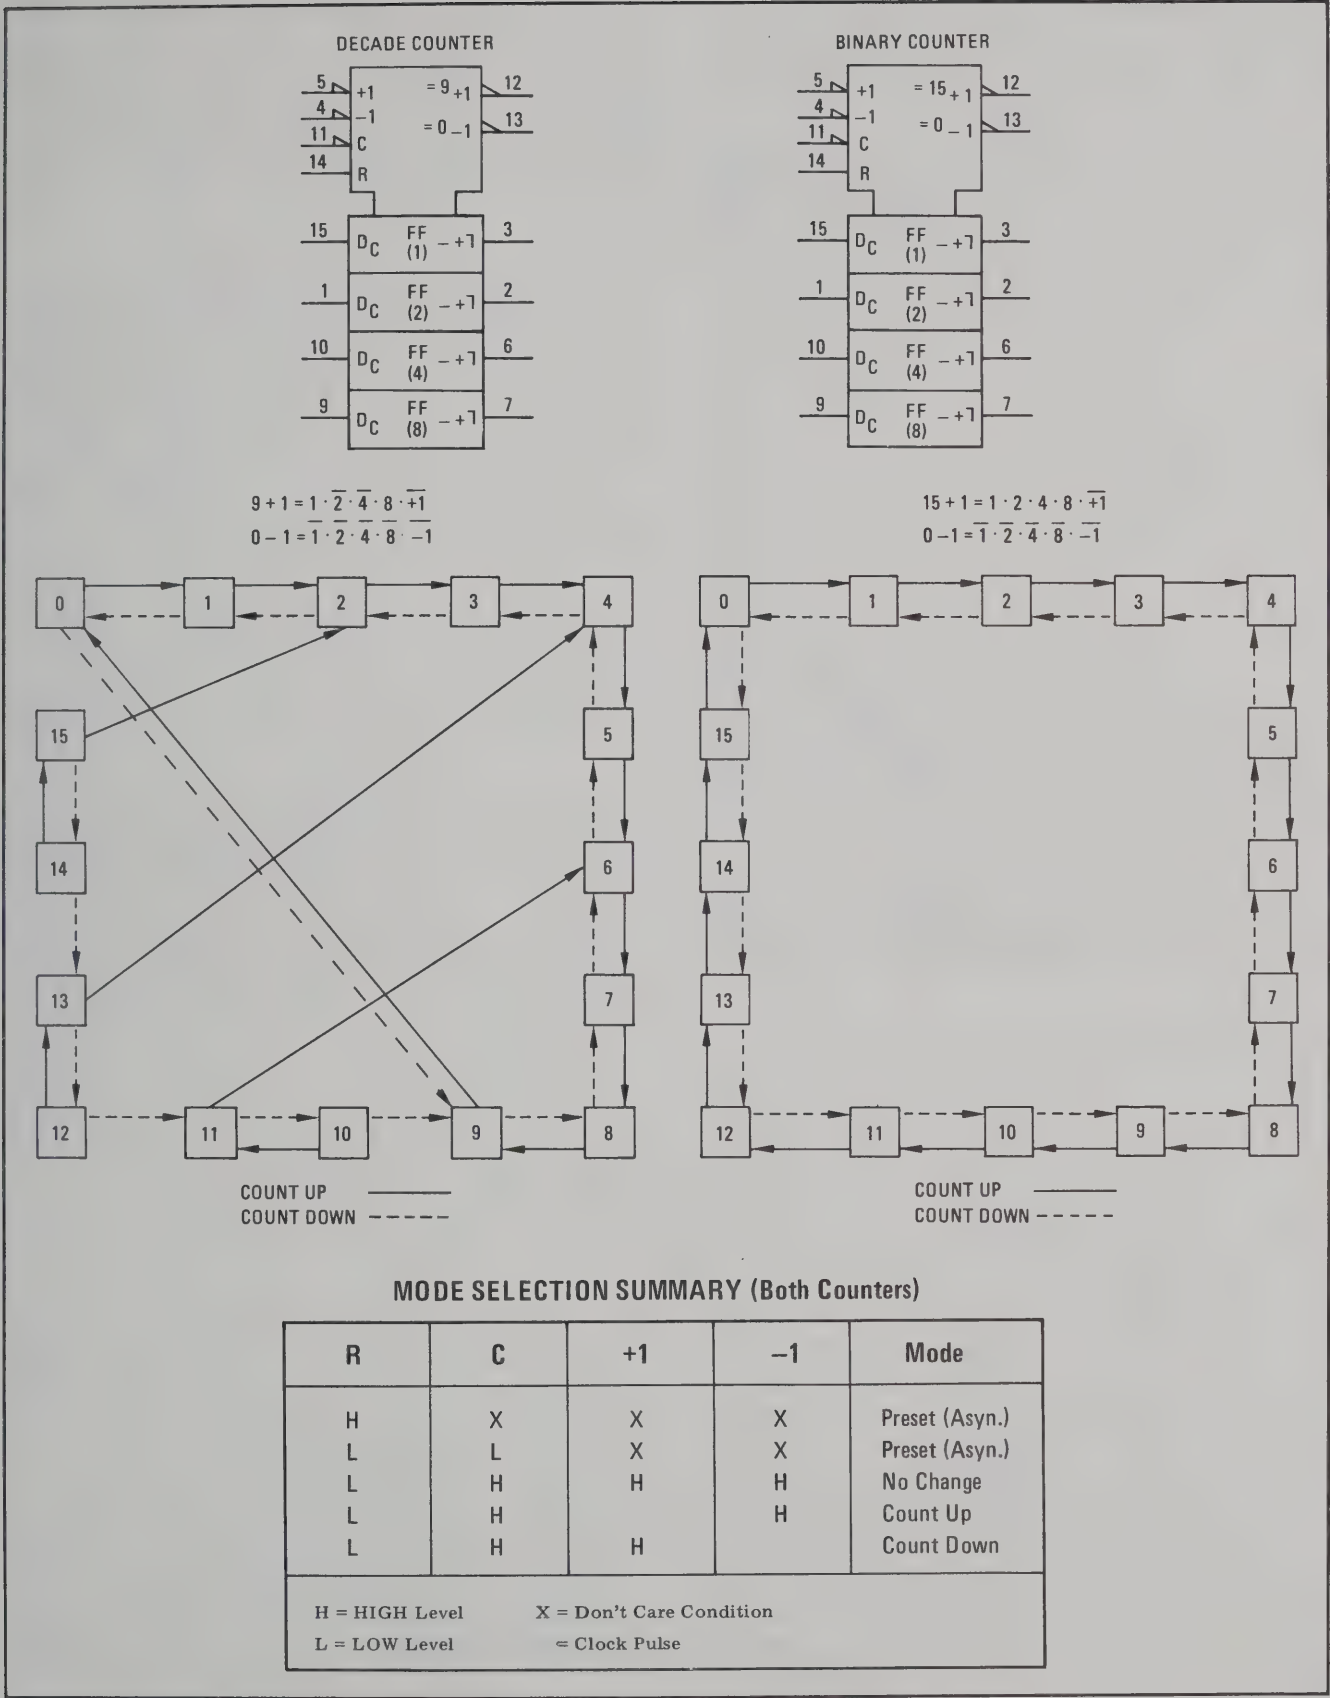 DECADE COUNTER
5 +1 = 9 +1 12
4 −1 = 0 −1 13
11 C
14 R
15 DC FF (1) − +ㄱ 3
1 DC FF (2) − +ㄱ 2
10 DC FF (4) − +ㄱ 6
9 DC FF (8) − +ㄱ 7
9 + 1 = 1 · 2̅ · 4̅ · 8 · +̅1̅
0 − 1 = 1̅ · 2̅ · 4̅ · 8̅ · −̅1̅
BINARY COUNTER
5 +1 = 15 +1 12
4 −1 = 0 −1 13
11 C
14 R
15 DC FF (1) − +ㄱ 3
1 DC FF (2) − +ㄱ 2
10 DC FF (4) − +ㄱ 6
9 DC FF (8) − +ㄱ 7
15 + 1 = 1 · 2 · 4 · 8 · +̅1̅
0 − 1 = 1̅ · 2̅ · 4̅ · 8̅ · −̅1̅
0 1 2 3 4
15 5
14 6
13 7
12 11 10 9 8
COUNT UP
COUNT DOWN
0 1 2 3 4
15 5
14 6
13 7
12 11 10 9 8
COUNT UP
COUNT DOWN
MODE SELECTION SUMMARY (Both Counters)
R C +1 −1 Mode
H X X X Preset (Asyn.)
L L X X Preset (Asyn.)
L H H H No Change
L H H Count Up
L H H Count Down
H = HIGH Level X = Don't Care Condition
L = LOW Level = Clock Pulse